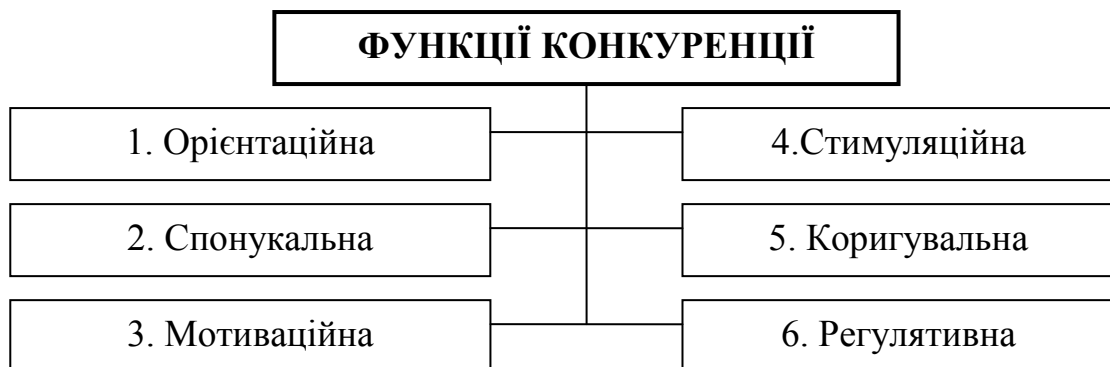 ФУНКЦІЇ КОНКУРЕНЦІЇ
1. Орієнтаційна
4.Стимуляційна
2. Спонукальна
5. Коригувальна
3. Мотиваційна
6. Регулятивна